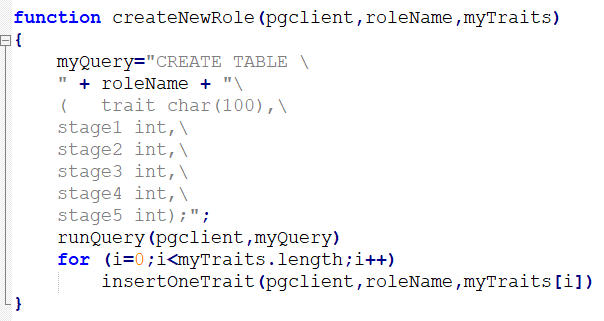 function createNewRole(pgclient,roleName,myTraits)
{
    myQuery="CREATE TABLE \
    " + roleName + "\
    (   trait char(100),\
    stage1 int,\
    stage2 int,\
    stage3 int,\
    stage4 int,\
    stage5 int);";
    runQuery(pgclient,myQuery)
    for (i=0;i<myTraits.length;i++)
        insertOneTrait(pgclient,roleName,myTraits[i])
}